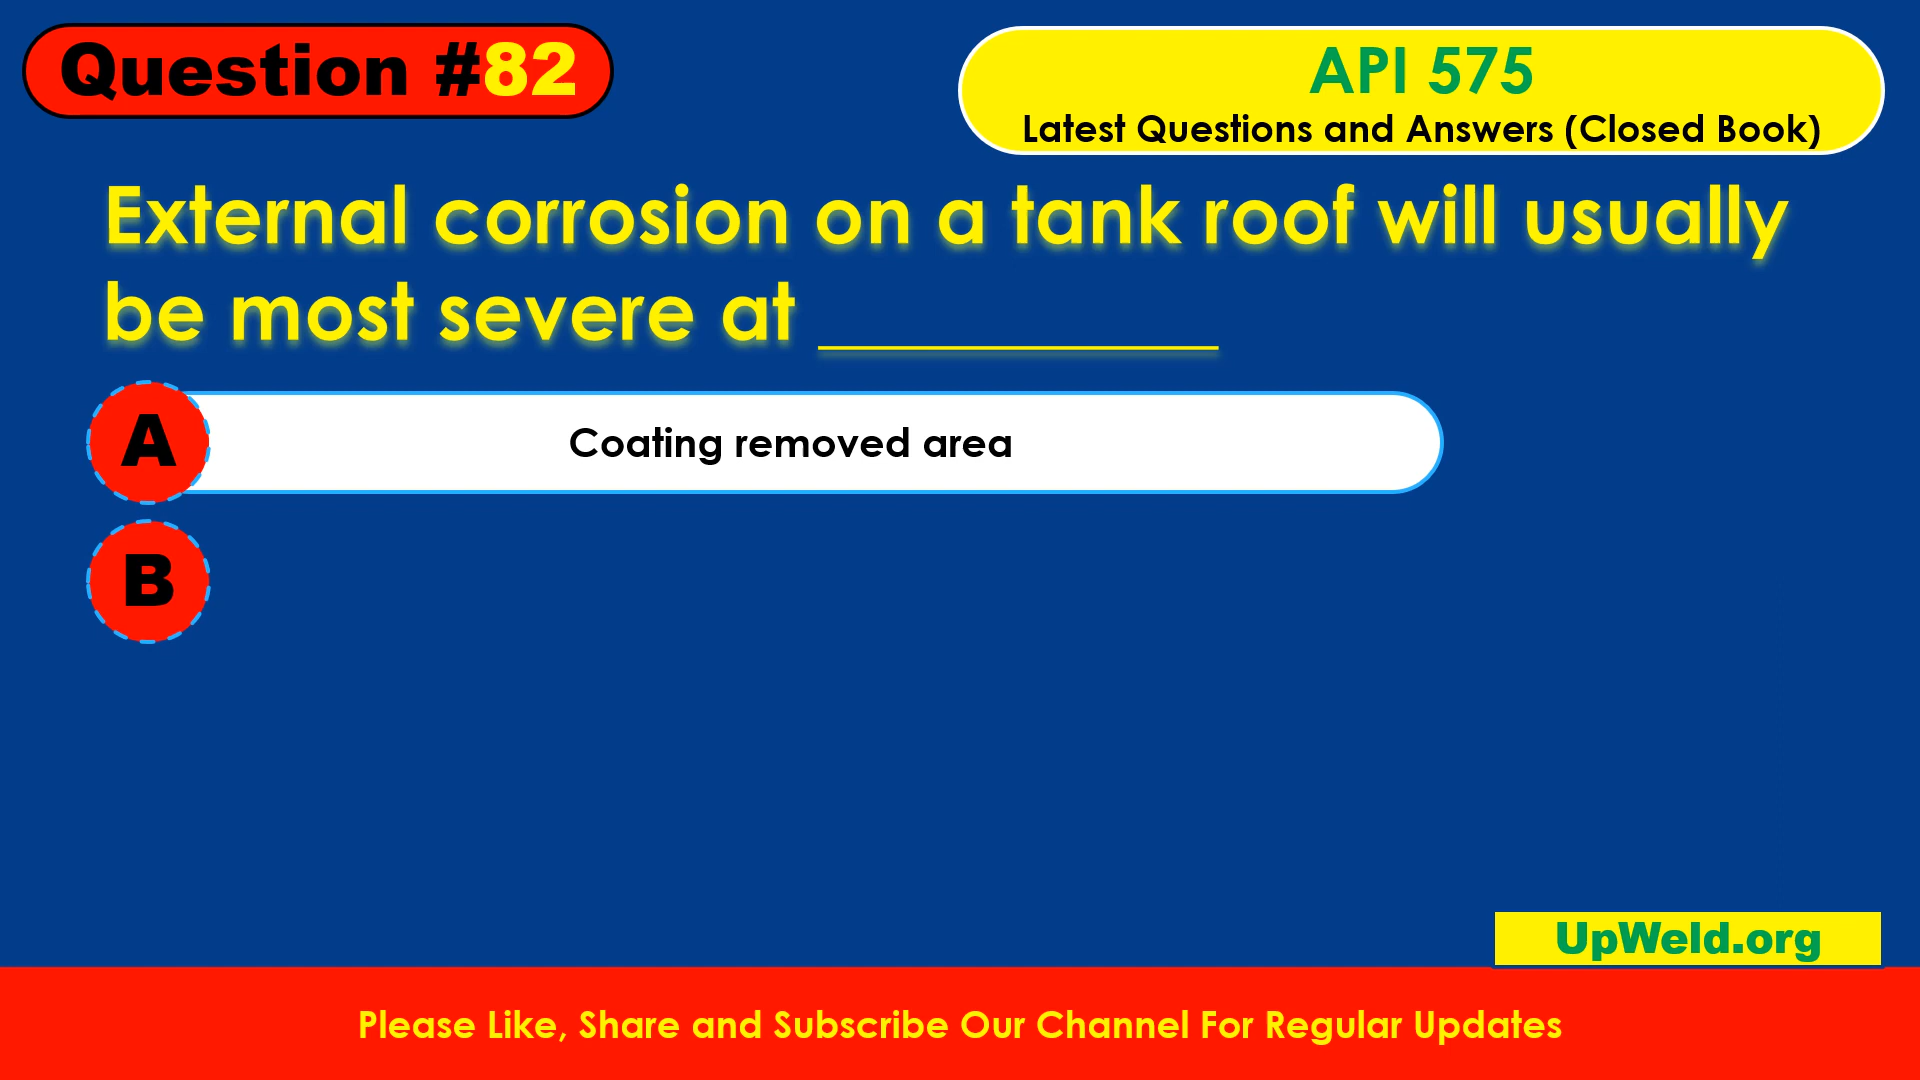 Question #82
API 575
Latest Questions and Answers (Closed Book)
External corrosion on a tank roof will usually
be most severe at __________
A
Coating removed area
B
UpWeld.org
Please Like, Share and Subscribe Our Channel For Regular Updates